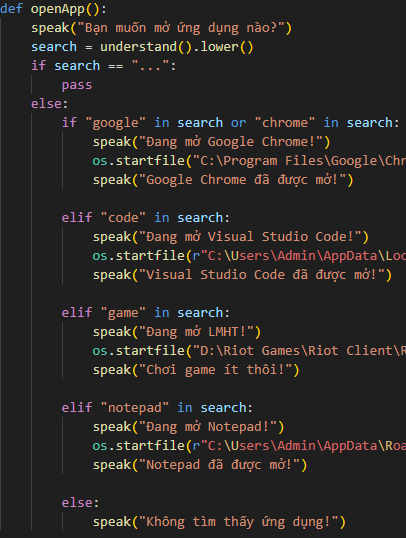 def openApp():
    speak("Bạn muốn mở ứng dụng nào?")
    search = understand().lower()
    if search == "...":
        pass
    else:
        if "google" in search or "chrome" in search:
            speak("Đang mở Google Chrome!")
            os.startfile("C:\Program Files\Google\Chr
            speak("Google Chrome đã được mở!")
        elif "code" in search:
            speak("Đang mở Visual Studio Code!")
            os.startfile(r"C:\Users\Admin\AppData\Loc
            speak("Visual Studio Code đã được mở!")
        elif "game" in search:
            speak("Đang mở LMHT!")
            os.startfile("D:\Riot Games\Riot Client\R
            speak("Chơi game ít thôi!")
        elif "notepad" in search:
            speak("Đang mở Notepad!")
            os.startfile(r"C:\Users\Admin\AppData\Roa
            speak("Notepad đã được mở!")
        else:
            speak("Không tìm thấy ứng dụng!")